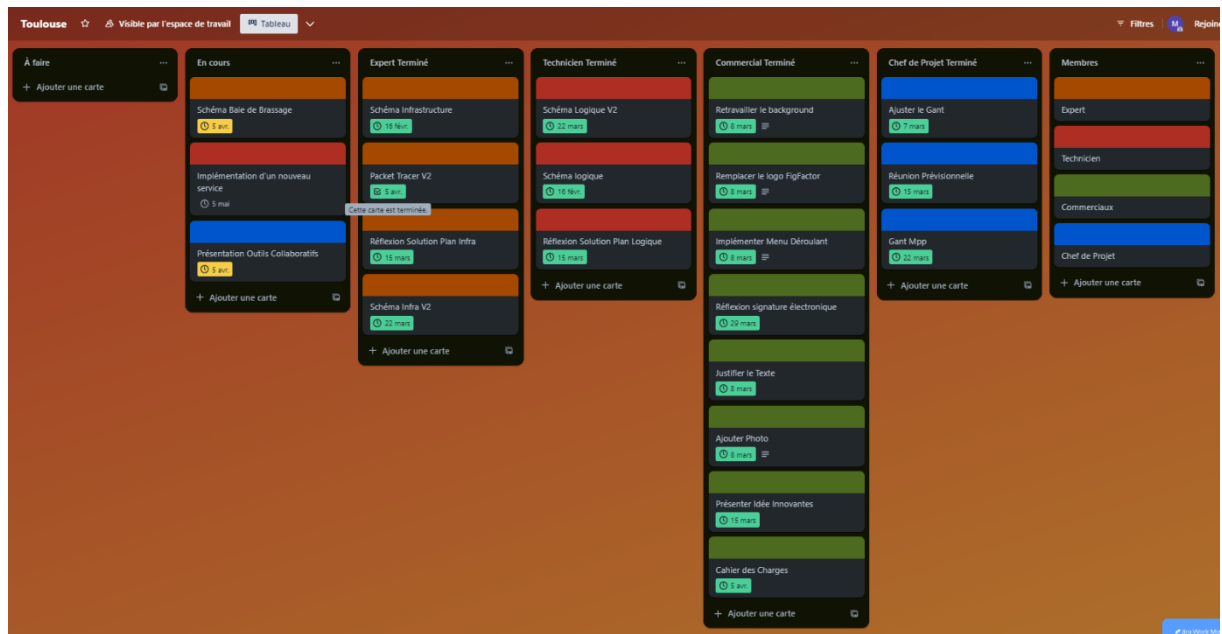 Toulouse
Visible par l'espace de travail
Tableau
Filtres
M
Rejoind
À faire
Ajouter une carte
En cours
Schéma Baie de Brassage
5 avr.
Implémentation d'un nouveau
service
5 mai
Présentation Outils Collaboratifs
5 avr.
Ajouter une carte
Expert Terminé
Schéma Infrastructure
16 févr.
Packet Tracer V2
5 avr.
Cette carte est terminée.
Réflexion Solution Plan Infra
15 mars
Schéma Infra V2
22 mars
Ajouter une carte
Technicien Terminé
Schéma Logique V2
22 mars
Schéma logique
16 févr.
Réflexion Solution Plan Logique
15 mars
Ajouter une carte
Commercial Terminé
Retravailler le background
8 mars
Remplacer le logo FigFactor
8 mars
Implémenter Menu Déroulant
8 mars
Réflexion signature électronique
29 mars
Justifier le Texte
8 mars
Ajouter Photo
8 mars
Présenter Idée Innovantes
15 mars
Cahier des Charges
5 avr.
Ajouter une carte
Chef de Projet Terminé
Ajuster le Gant
7 mars
Réunion Prévisionnelle
15 mars
Gant Mpp
22 mars
Ajouter une carte
Membres
Expert
Technicien
Commerciaux
Chef de Projet
Ajouter une carte